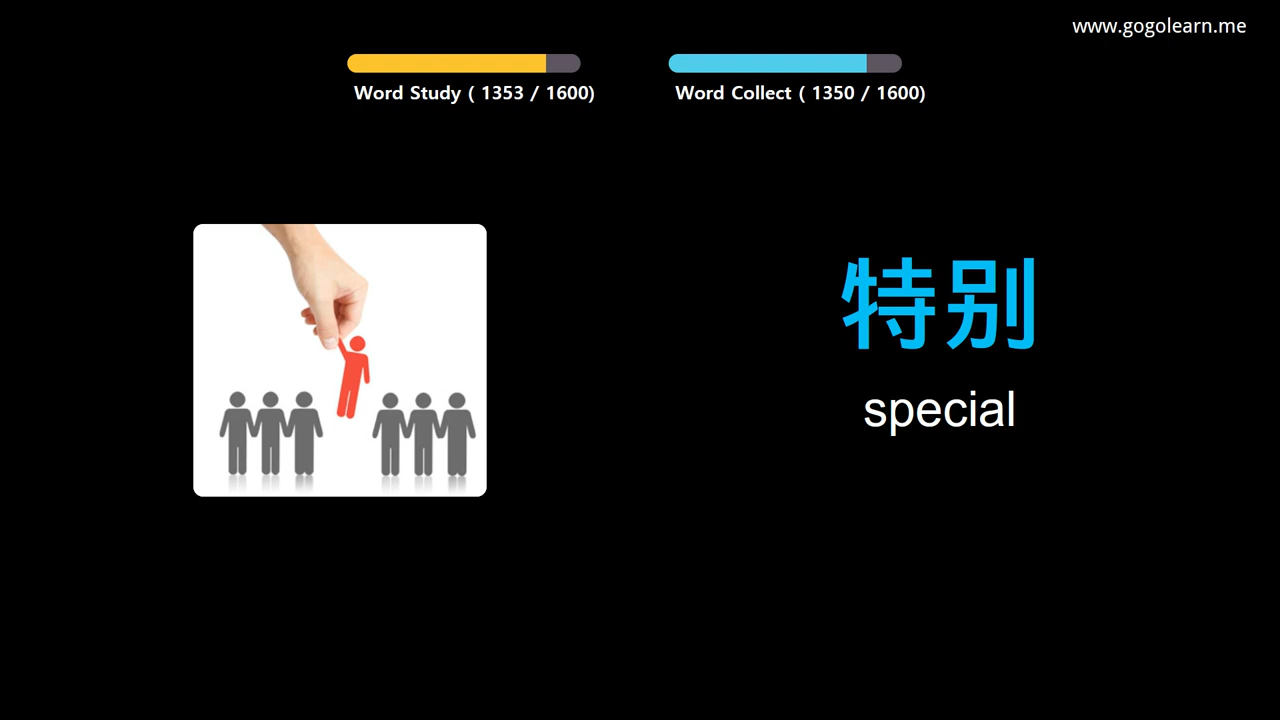 www.gogolearn.me
Word Study ( 1353 / 1600)
Word Collect ( 1350 / 1600)
特别
special